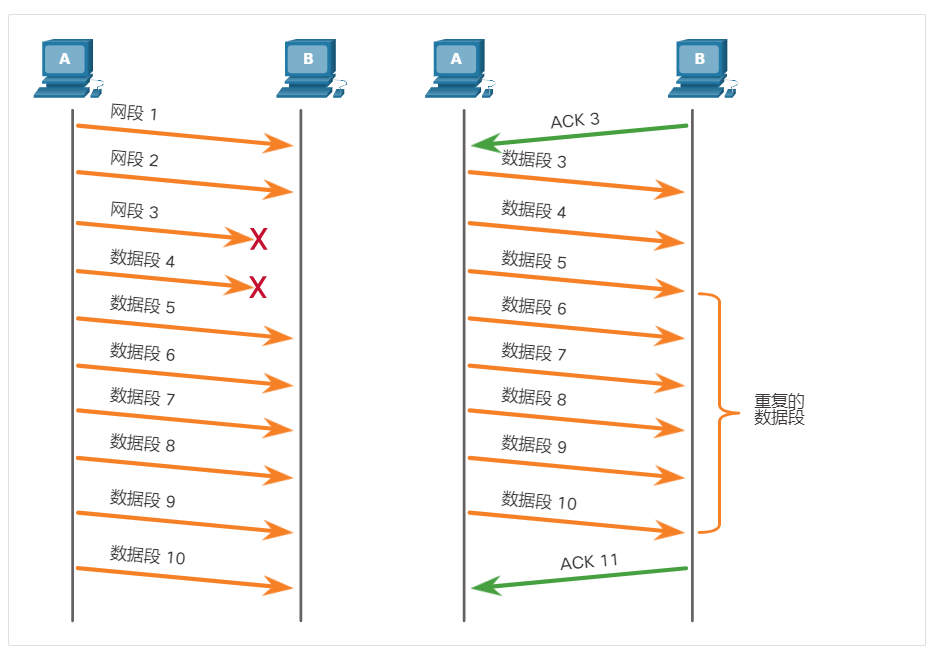 A
B
网段 1
网段 2
网段 3
X
数据段 4
X
数据段 5
数据段 6
数据段 7
数据段 8
数据段 9
数据段 10
A
B
ACK 3
数据段 3
数据段 4
数据段 5
数据段 6
数据段 7
数据段 8
数据段 9
数据段 10
ACK 11
重复的
数据段